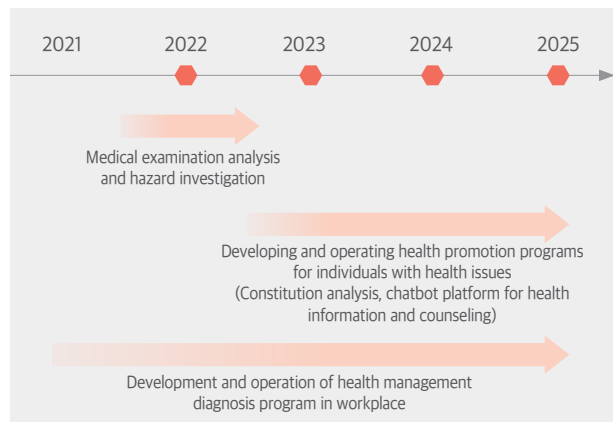 2021 2022 2023 2024 2025
Medical examination analysis
and hazard investigation
Developing and operating health promotion programs
for individuals with health issues
(Constitution analysis, chatbot platform for health
information and counseling)
Development and operation of health management
diagnosis program in workplace